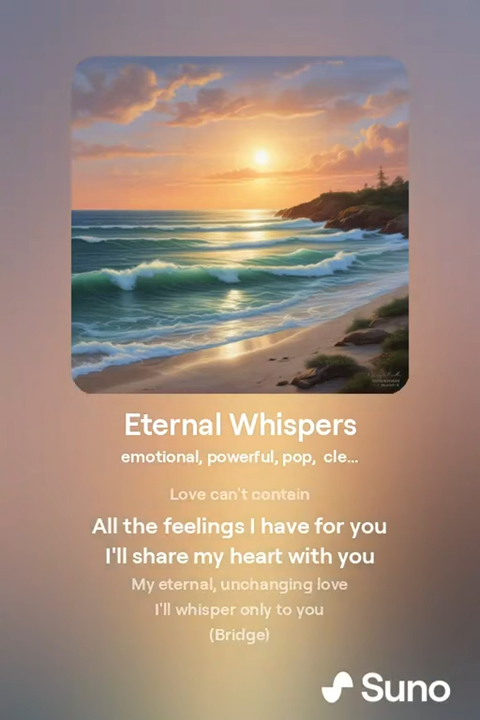 Eternal Whispers
emotional, powerful, pop, cle...
Love can't contain
All the feelings I have for you
I'll share my heart with you
My eternal, unchanging love
I'll whisper only to you
(Bridge)
Suno